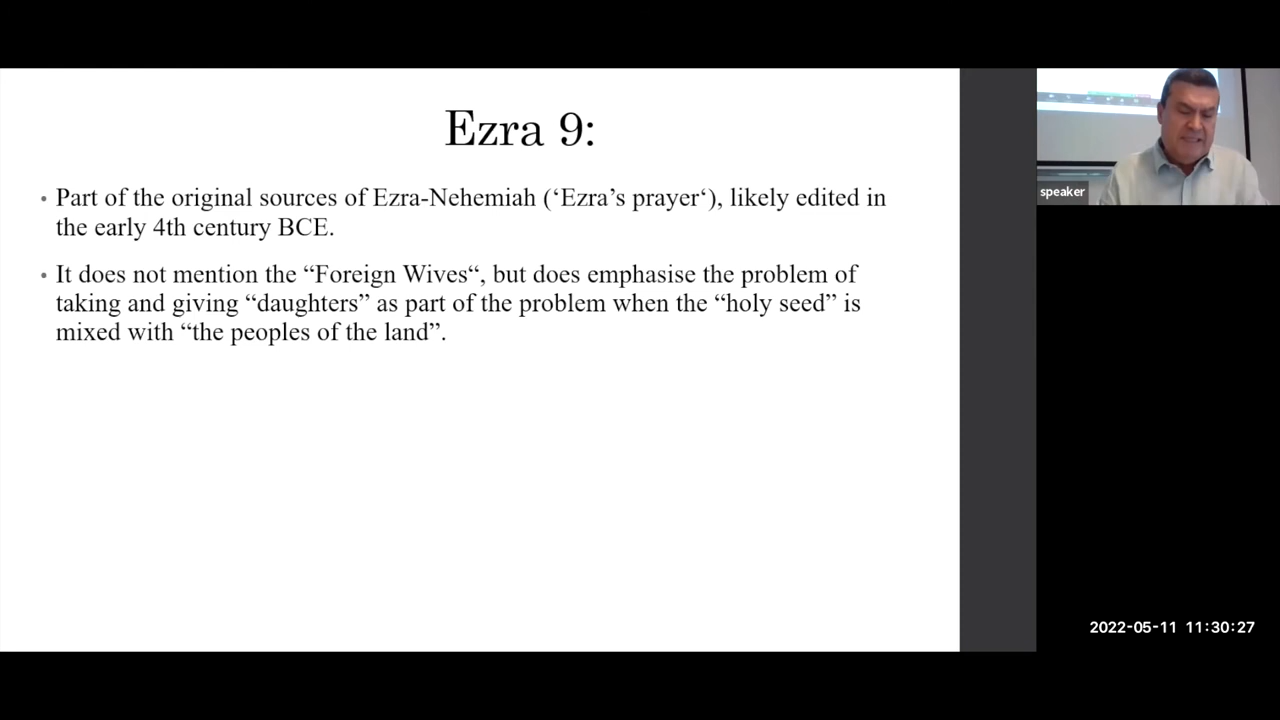 Ezra 9:
• Part of the original sources of Ezra-Nehemiah (‘Ezra’s prayer‘), likely edited in
the early 4th century BCE.
• It does not mention the “Foreign Wives“, but does emphasise the problem of
taking and giving “daughters” as part of the problem when the “holy seed” is
mixed with “the peoples of the land”.
speaker
2022-05-11 11:30:27